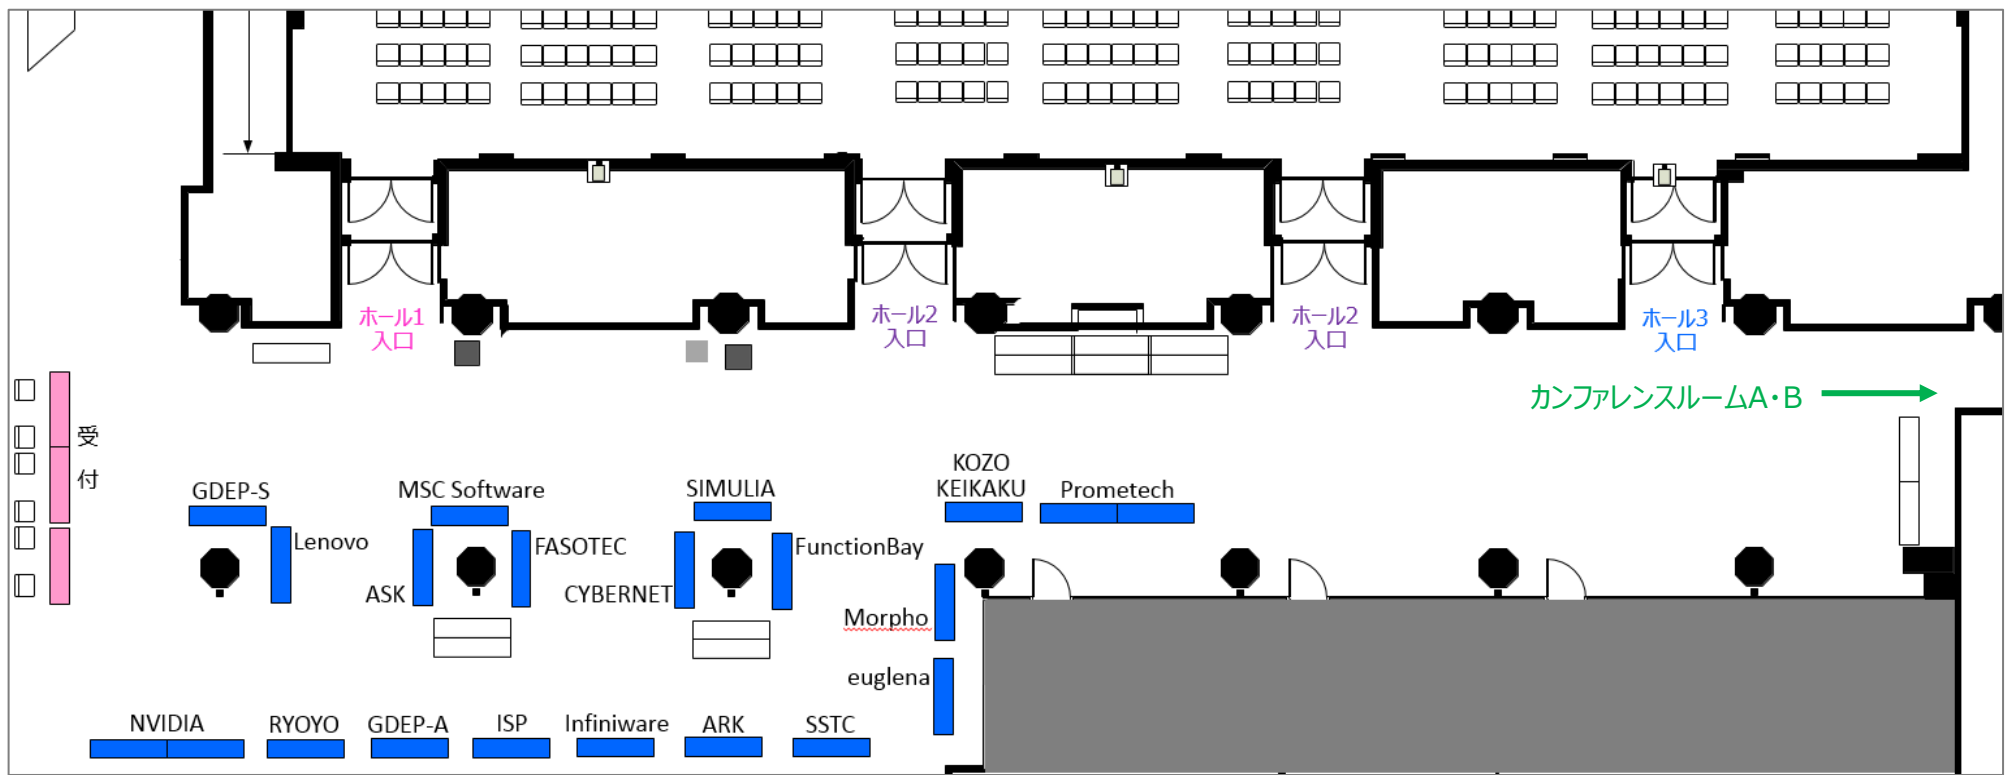 ホール1
入口
ホール2
入口
ホール2
入口
ホール3
入口
カンファレンスルームA・B
受
付
GDEP-S
MSC Software
SIMULIA
KOZO
KEIKAKU
Prometech
Lenovo
FASOTEC
FunctionBay
ASK
CYBERNET
Morpho
euglena
NVIDIA
RYOYO
GDEP-A
ISP
Infiniware
ARK
SSTC